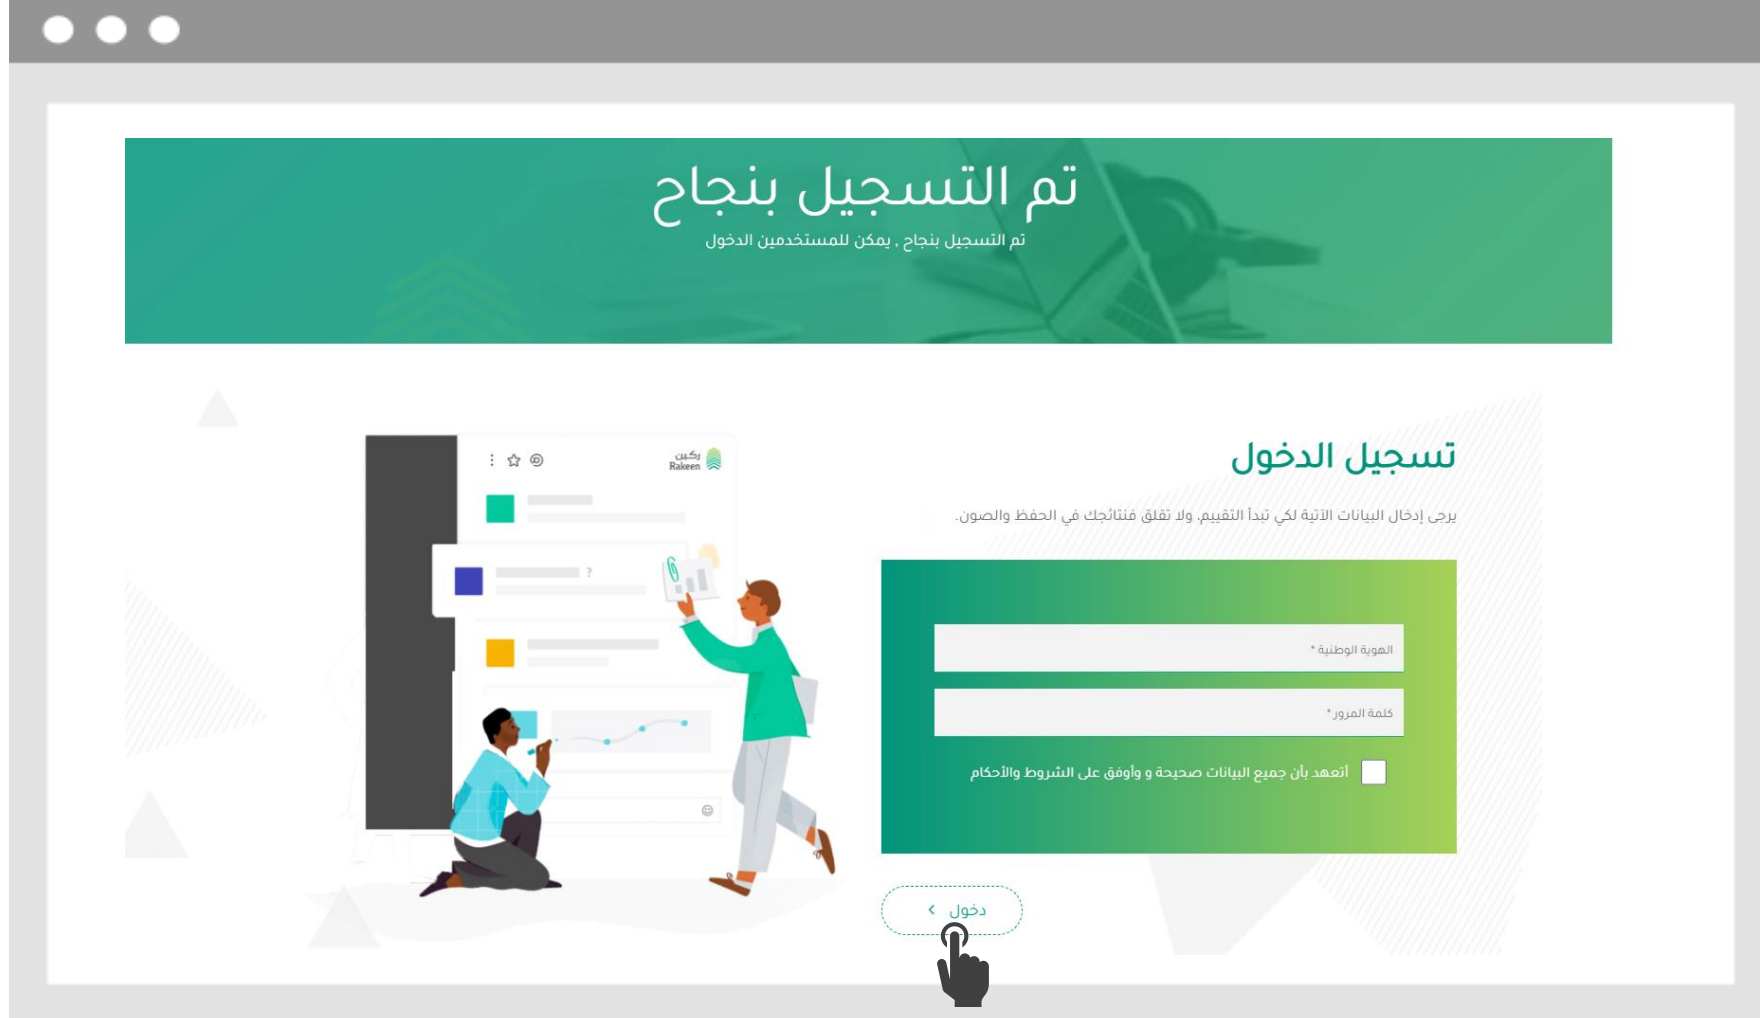 تم التسجيل بنجاح
تم التسجيل بنجاح , يمكن للمستخدمين الدخول
تسجيل الدخول
يرجى إدخال البيانات الآتية لكي تبدأ التقييم، ولا تقلق فنتائجك في الحفظ والصون.
الهوية الوطنية *
كلمة المرور *
أتعهد بأن جميع البيانات صحيحة و وأوفق على الشروط والأحكام
دخول
ركين
Rakeen
?